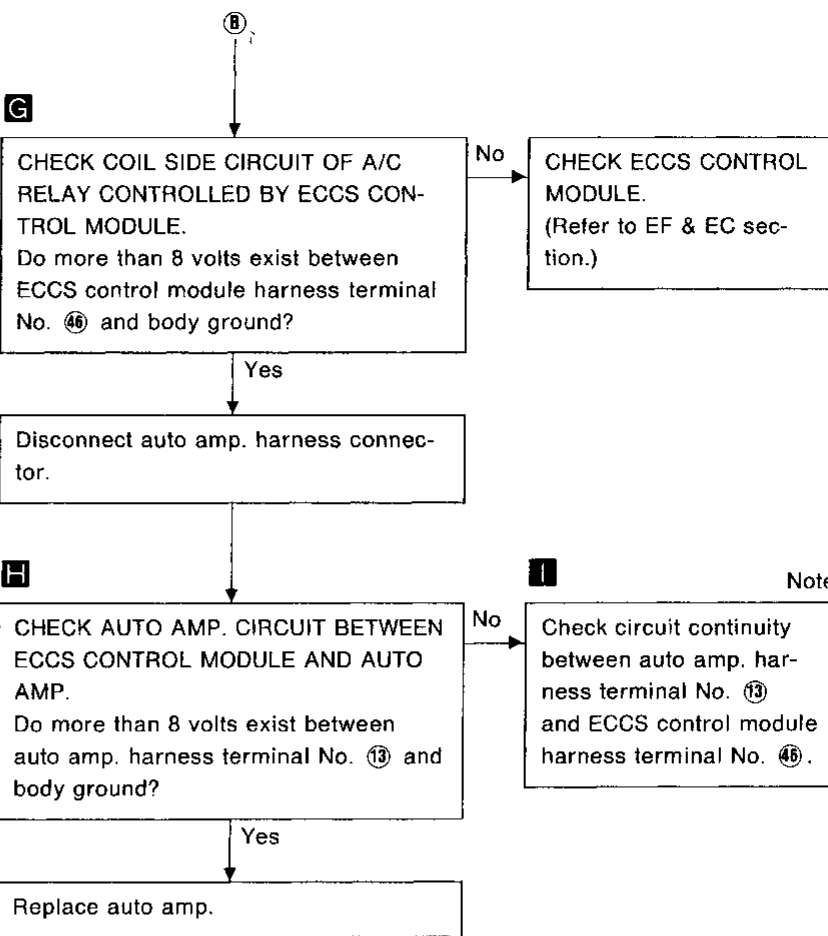 B
G
CHECK COIL SIDE CIRCUIT OF A/C
RELAY CONTROLLED BY ECCS CON-
TROL MODULE.
Do more than 8 volts exist between
ECCS control module harness terminal
No. 46 and body ground?
No
CHECK ECCS CONTROL
MODULE.
(Refer to EF & EC sec-
tion.)
Yes
Disconnect auto amp. harness connec-
tor.
H
CHECK AUTO AMP. CIRCUIT BETWEEN
ECCS CONTROL MODULE AND AUTO
AMP.
Do more than 8 volts exist between
auto amp. harness terminal No. 13 and
body ground?
No
I
Note
Check circuit continuity
between auto amp. har-
ness terminal No. 13
and ECCS control module
harness terminal No. 46.
Yes
Replace auto amp.